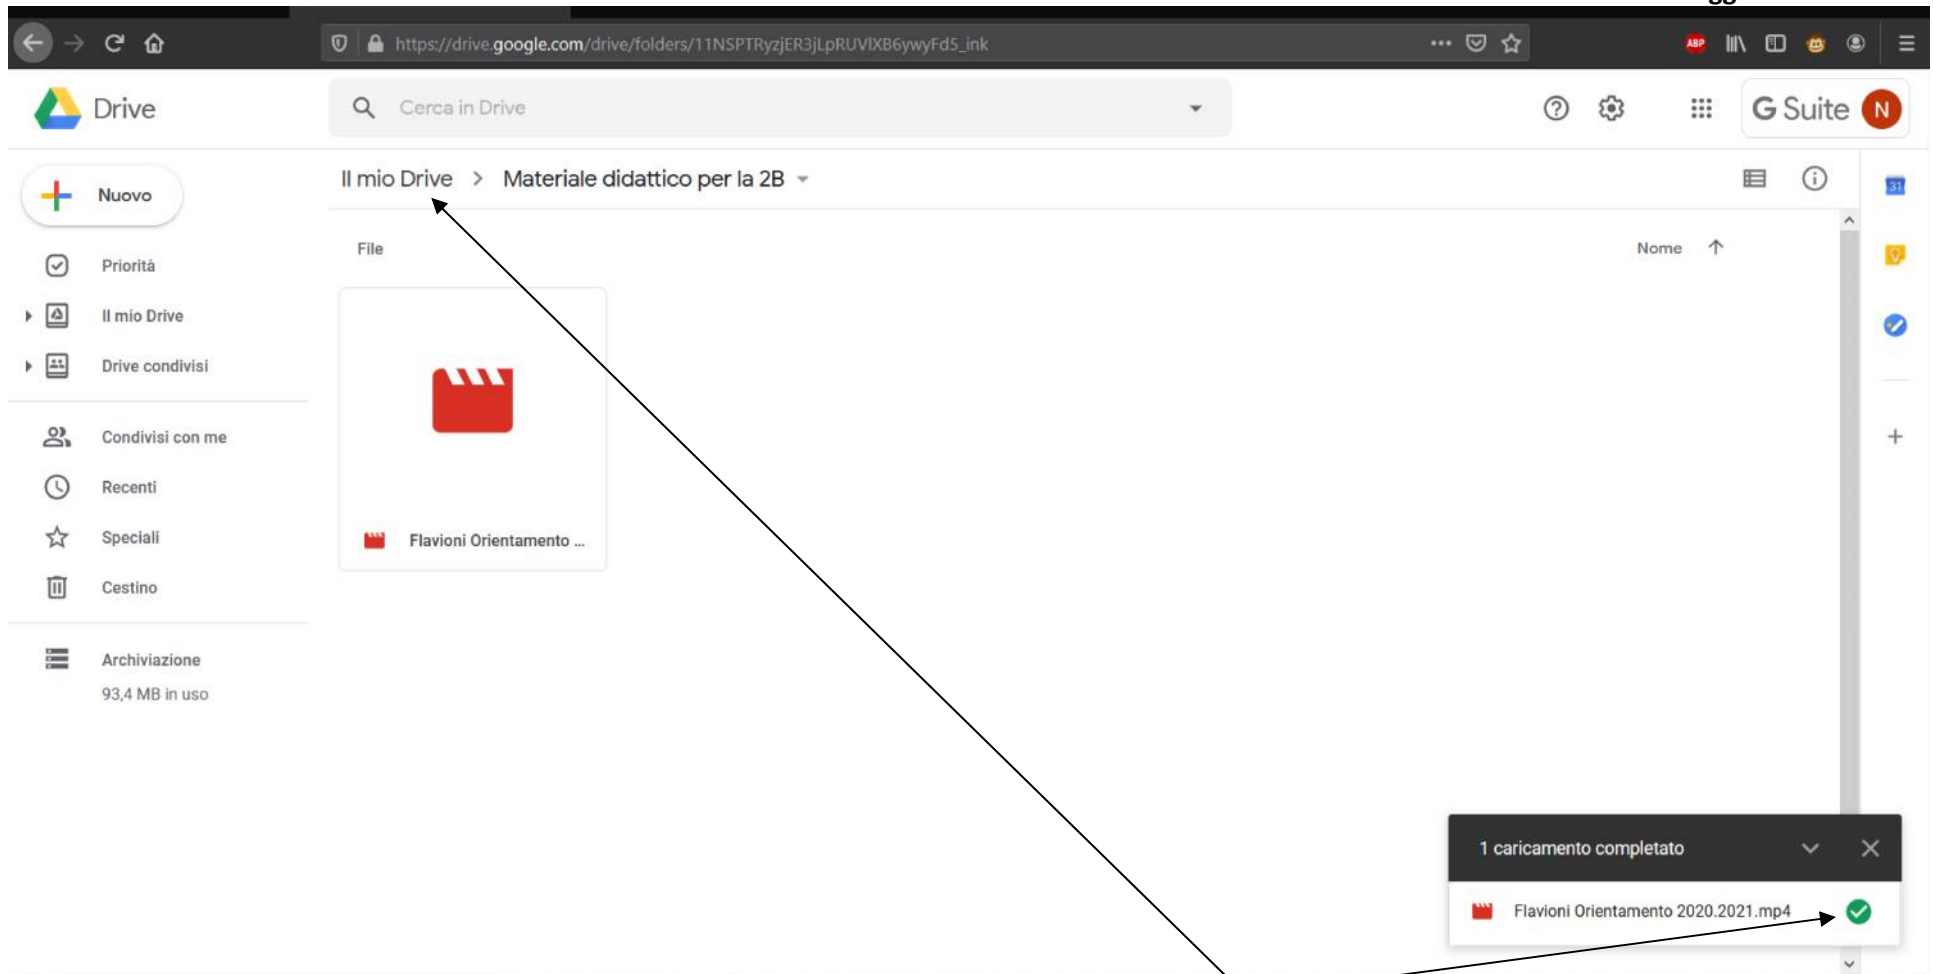 https://drive.google.com/drive/folders/11NSPTRyzjER3jLpRUVlXB6ywyFd5_ink
ABP
Drive
Cerca in Drive
G Suite
N
Nuovo
Il mio Drive > Materiale didattico per la 2B
31
File
Nome
Priorità
Il mio Drive
Drive condivisi
Condivisi con me
Recenti
Speciali
Flavioni Orientamento ...
Cestino
Archiviazione
93,4 MB in uso
1 caricamento completato
Flavioni Orientamento 2020.2021.mp4